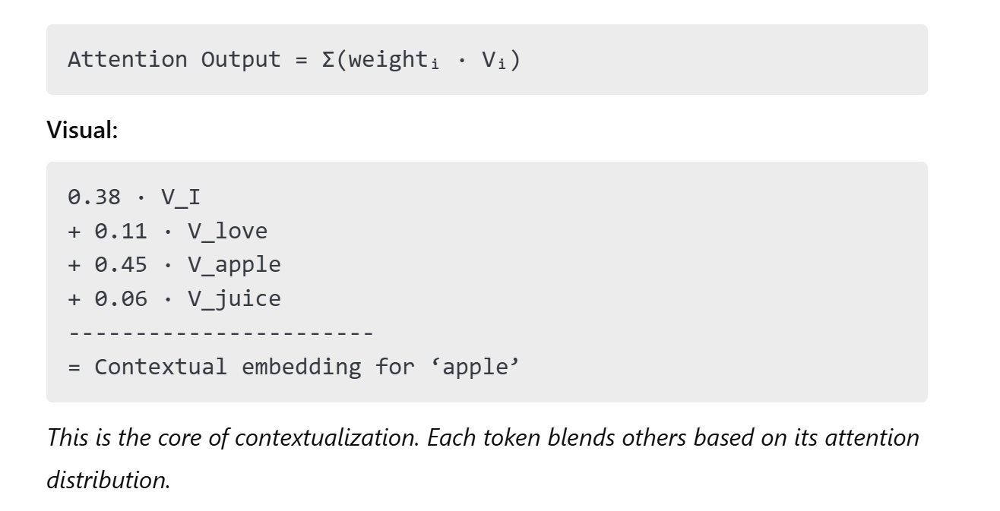 Attention Output = Σ(weightᵢ · Vᵢ)
Visual:
0.38 · V_I
+ 0.11 · V_love
+ 0.45 · V_apple
+ 0.06 · V_juice
-----------------------
= Contextual embedding for ‘apple’
This is the core of contextualization. Each token blends others based on its attention
distribution.